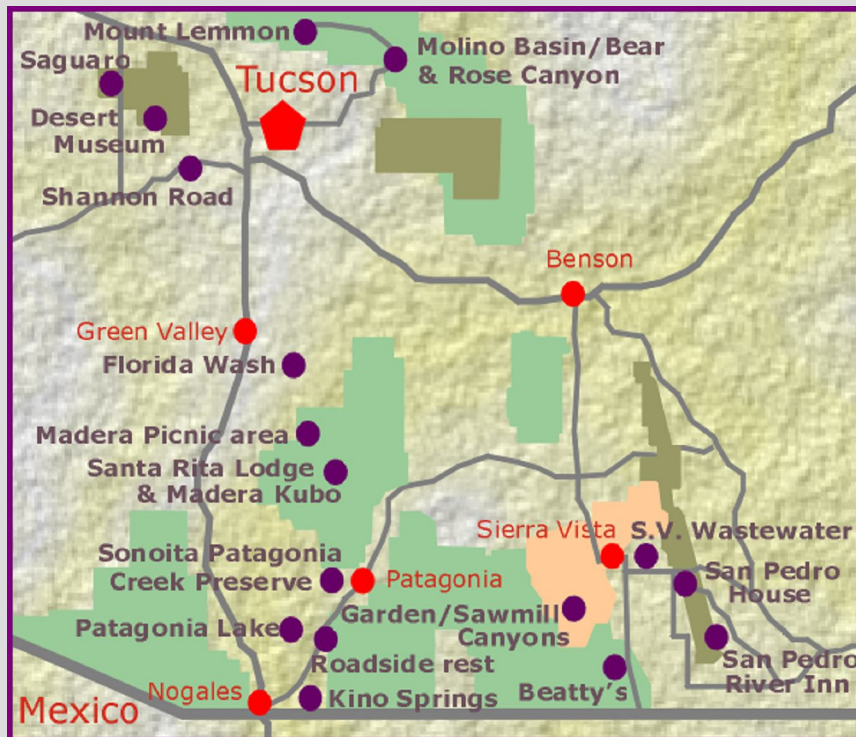 Mount Lemmon
Saguaro
Molino Basin/Bear
& Rose Canyon
Tucson
Desert
Museum
Shannon Road
Benson
Green Valley
Florida Wash
Madera Picnic area
Santa Rita Lodge
& Madera Kubo
Sierra Vista
S.V. Wastewater
Sonoita Patagonia
Creek Preserve
Patagonia
San Pedro
House
Garden/Sawmill
Canyons
Patagonia Lake
Roadside rest
San Pedro
River Inn
Nogales
Kino Springs
Beatty's
Mexico